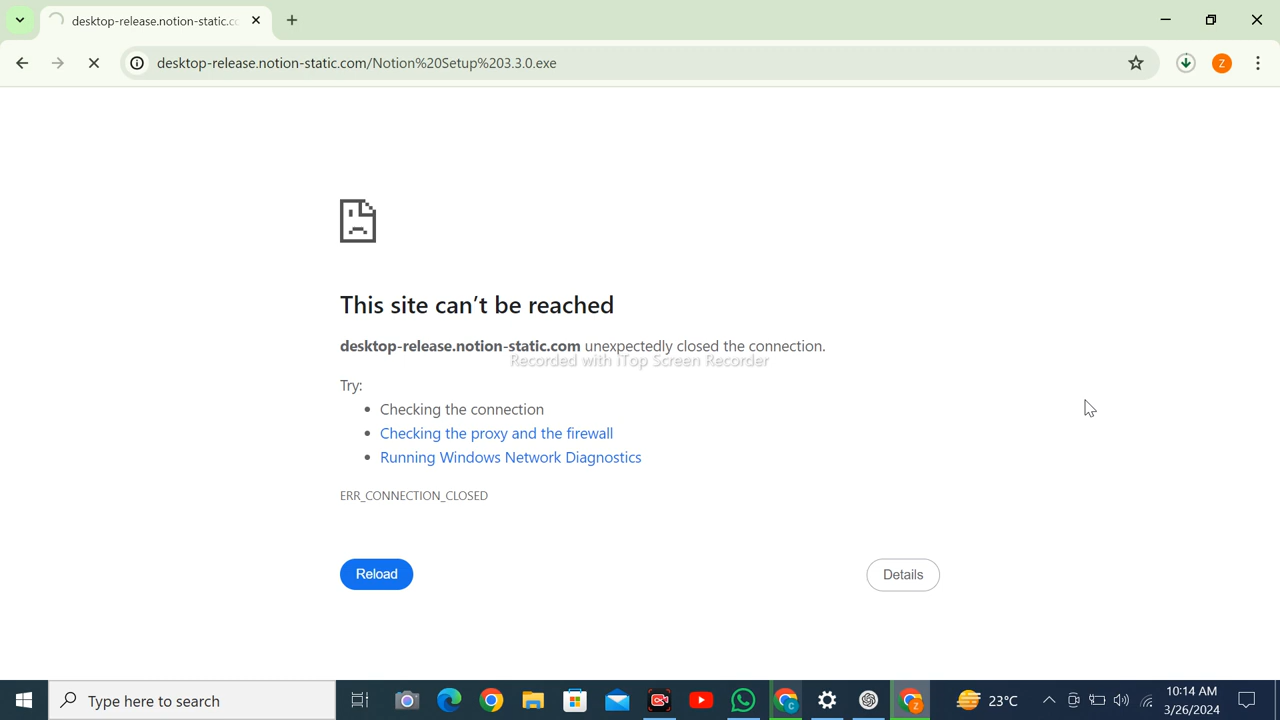 desktop-release.notion-static.cc
desktop-release.notion-static.com/Notion%20Setup%203.3.0.exe
Z
This site can't be reached
desktop-release.notion-static.com unexpectedly closed the connection.
Recorded with iTop Screen Recorder
Try:
• Checking the connection
• Checking the proxy and the firewall
• Running Windows Network Diagnostics
ERR_CONNECTION_CLOSED
Reload
Details
Type here to search
C
Z
23°C
10:14 AM
3/26/2024